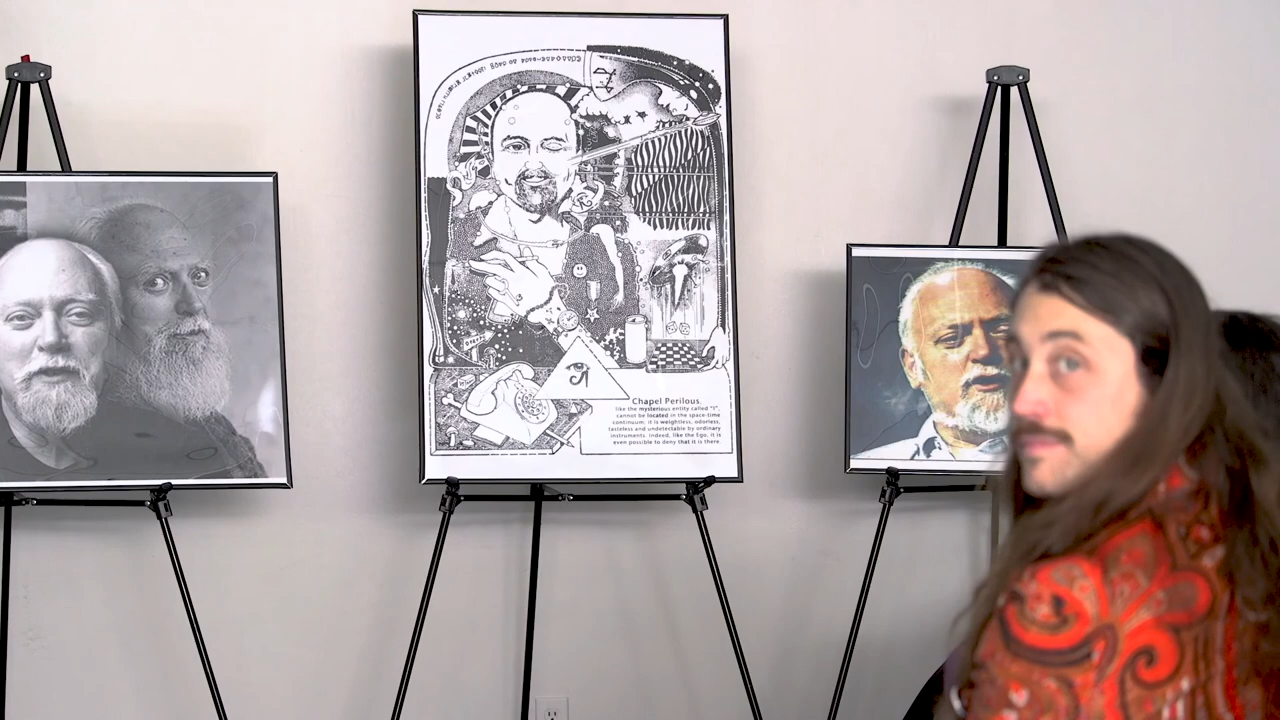 Chapel Perilous,
like the mysterious entity called "I",
cannot be located in the space-time
continuum; it is weightless, odorless,
tasteless and undetectable by ordinary
instruments. Indeed, like the Ego, it is
even possible to deny that it is there.